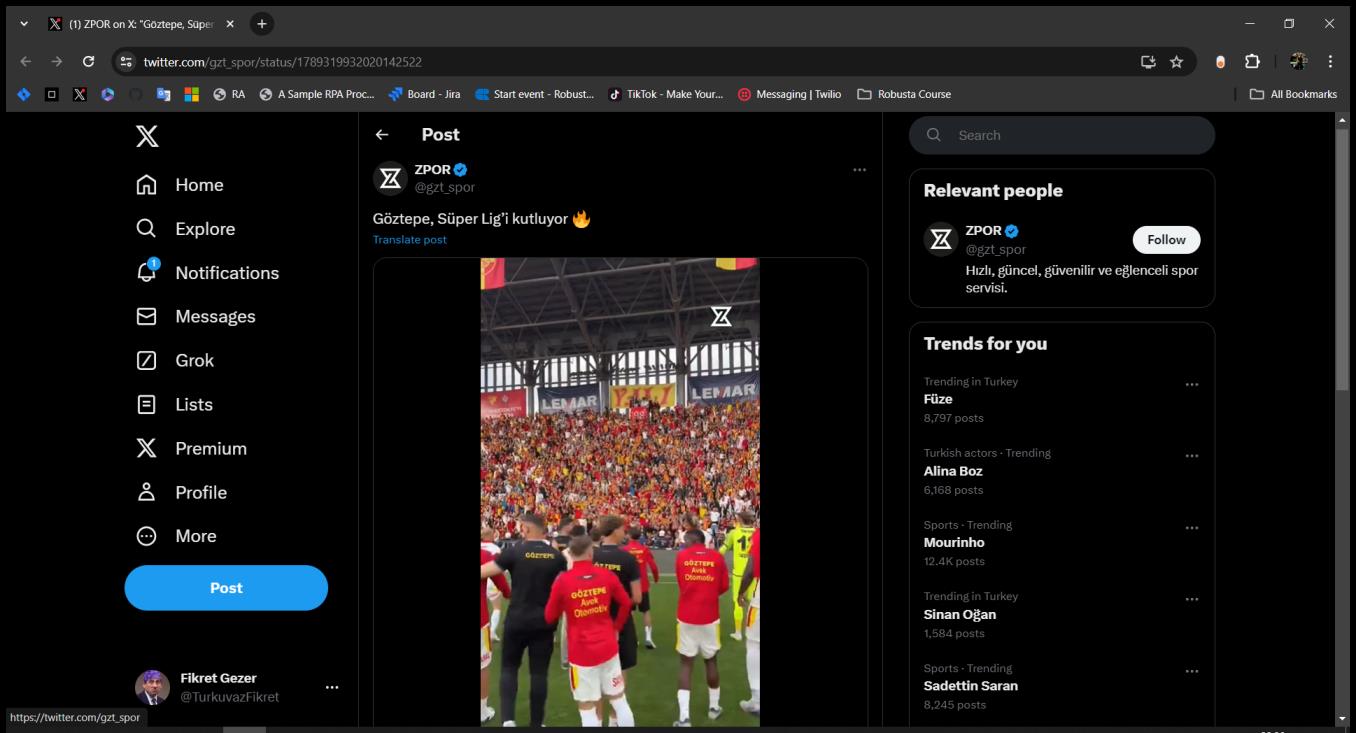 (1) ZPOR on X: "Göztepe, Süper
twitter.com/gzt_spor/status/1789319932020142522
RA
A Sample RPA Proc...
Board - Jira
Start event - Robust...
TikTok - Make Your...
Messaging | Twilio
Robusta Course
All Bookmarks
Home
Explore
1
Notifications
Messages
Grok
Lists
Premium
Profile
More
Post
Fikret Gezer
@TurkuvazFikret
https://twitter.com/gzt_spor
Post
ZPOR
@gzt_spor
Göztepe, Süper Lig'i kutluyor 🔥
Translate post
LEMAR
YALI
LEMAR
GÖZTEPE
GÖZTEPE
Avek
Otomotiv
GÖZTEPE
Avek
Otomotiv
Search
Relevant people
ZPOR
@gzt_spor
Follow
Hızlı, güncel, güvenilir ve eğlenceli spor
servisi.
Trends for you
Trending in Turkey
Füze
8,797 posts
Turkish actors · Trending
Alina Boz
6,168 posts
Sports · Trending
Mourinho
12.4K posts
Trending in Turkey
Sinan Oğan
1,584 posts
Sports · Trending
Sadettin Saran
8,245 posts